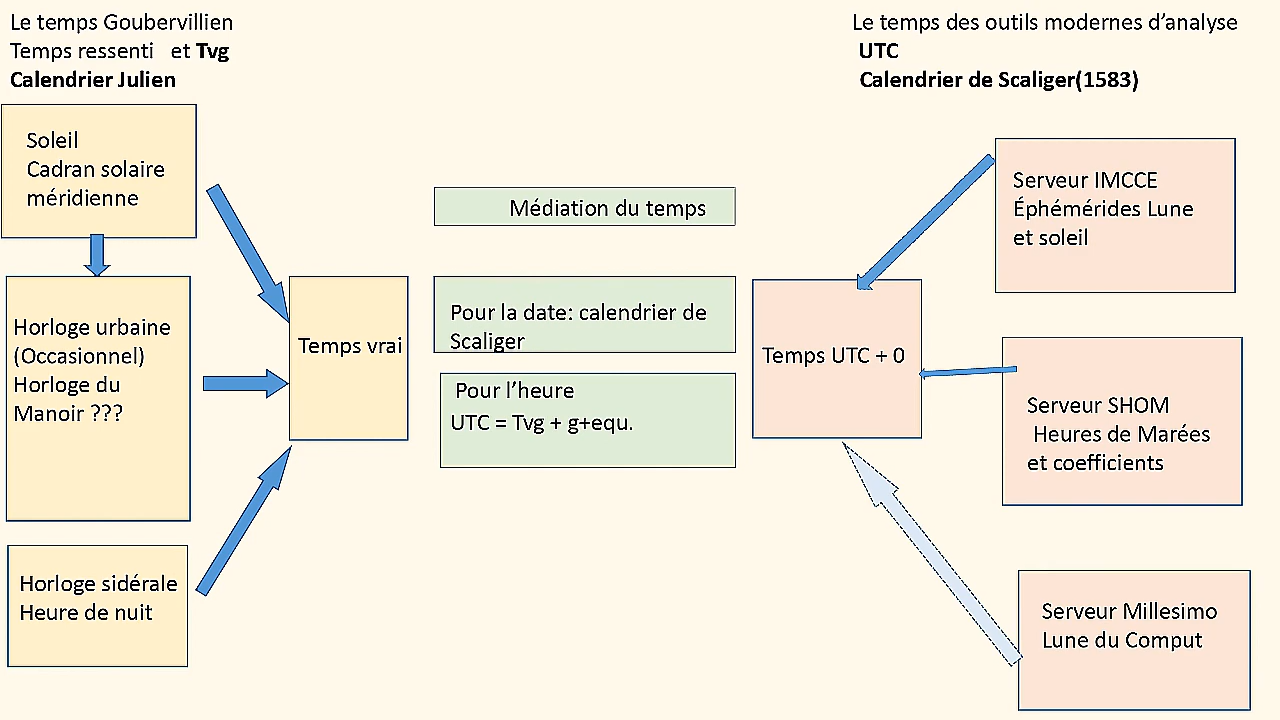 Le temps Goubervillien
Temps ressenti et Tvg
Calendrier Julien
Le temps des outils modernes d’analyse
UTC
Calendrier de Scaliger(1583)
Soleil
Cadran solaire
méridienne
Horloge urbaine
(Occasionnel)
Horloge du
Manoir ???
Horloge sidérale
Heure de nuit
Temps vrai
Médiation du temps
Pour la date: calendrier de
Scaliger
Pour l’heure
UTC = Tvg + g+equ.
Temps UTC + 0
Serveur IMCCE
Éphémérides Lune
et soleil
Serveur SHOM
Heures de Marées
et coefficients
Serveur Millesimo
Lune du Comput